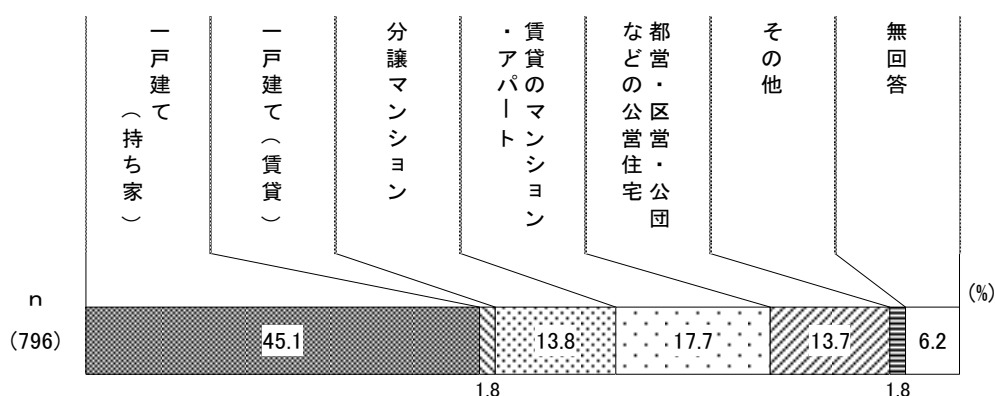 一戸建て
（持ち家）
一戸建て（賃貸）
分譲マンション
賃貸のマンション
・アパート
都営・区営・公団
などの公営住宅
その他
無回答
n
(%)
(796)
45.1
13.8
17.7
13.7
6.2
1.8
1.8